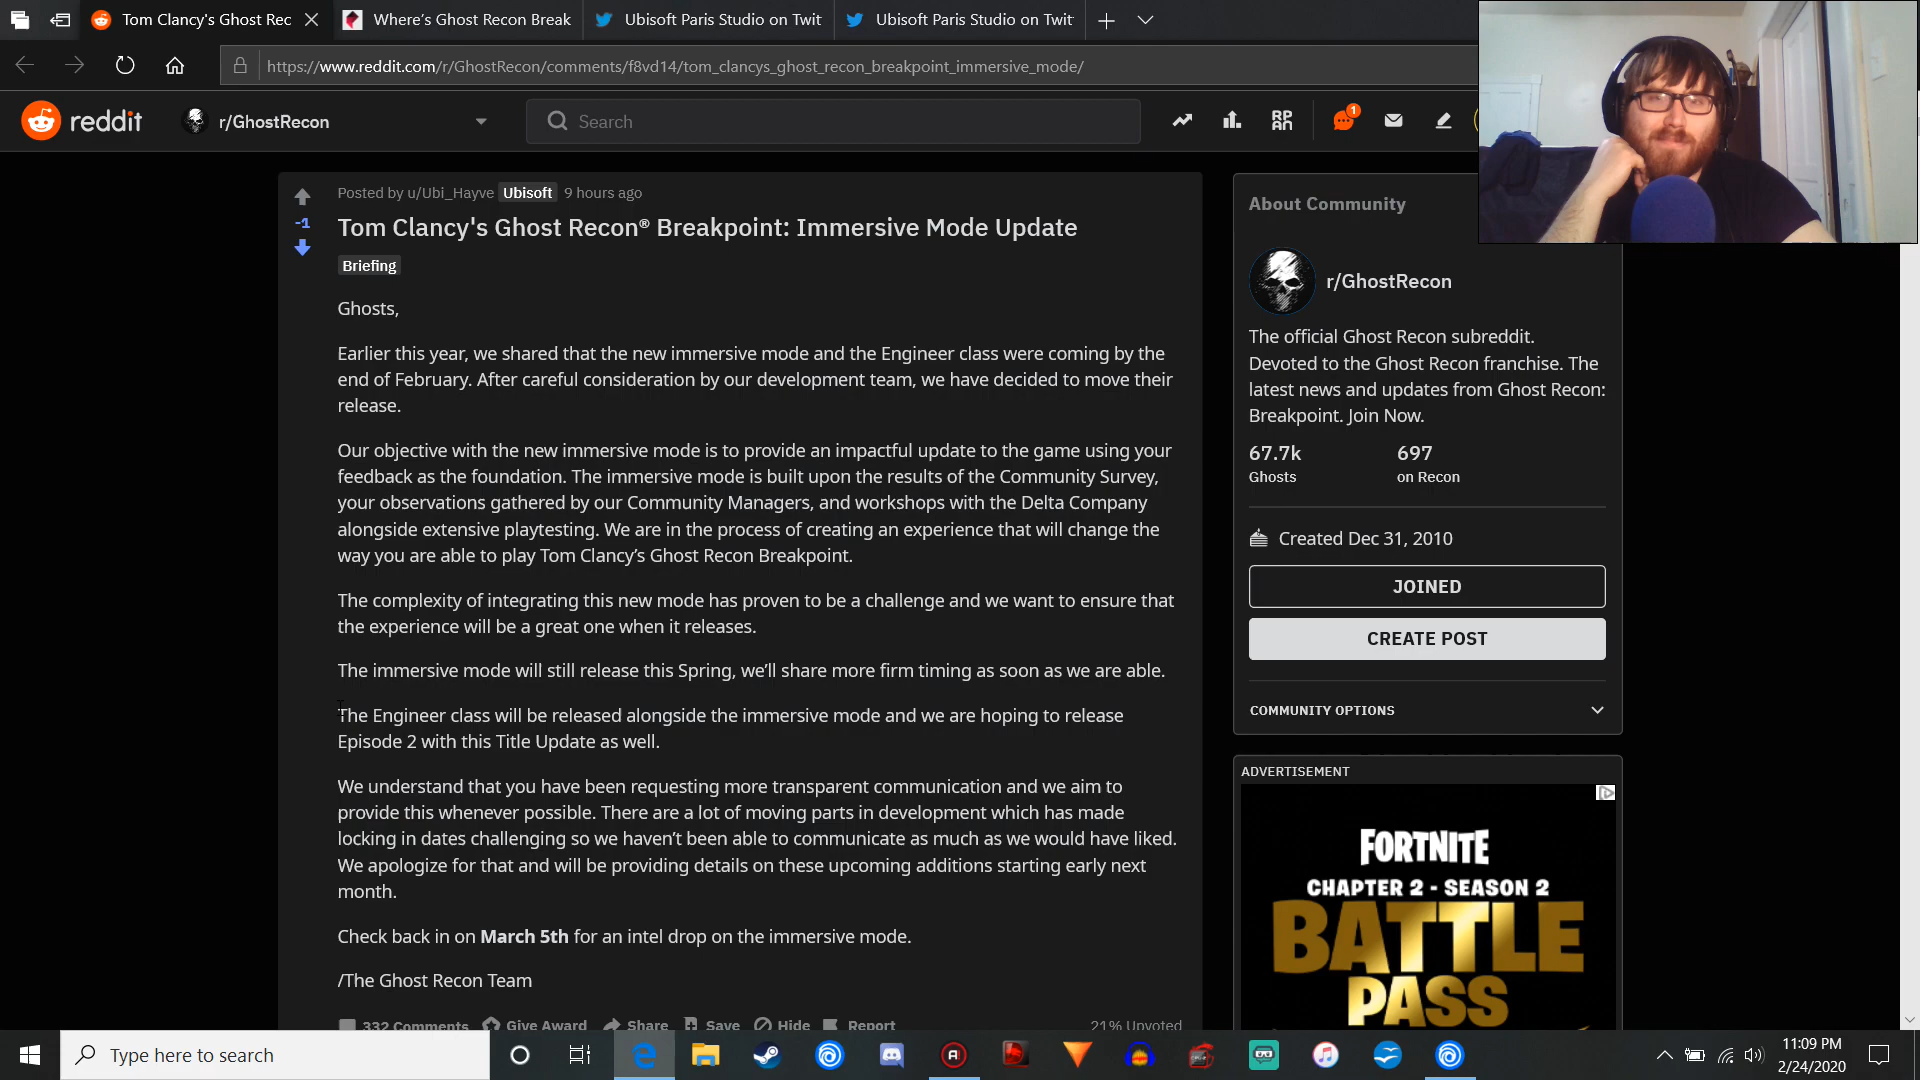 Tom Clancy's Ghost Rec
Where's Ghost Recon Break
Ubisoft Paris Studio on Twit
Ubisoft Paris Studio on Twit
https://www.reddit.com/r/GhostRecon/comments/f8vd14/tom_clancys_ghost_recon_breakpoint_immersive_mode/
reddit
r/GhostRecon
Search
RP
AN
1
Posted by u/Ubi_Hayve Ubisoft 9 hours ago
-1
Tom Clancy's Ghost Recon® Breakpoint: Immersive Mode Update
Briefing
Ghosts,
Earlier this year, we shared that the new immersive mode and the Engineer class were coming by the
end of February. After careful consideration by our development team, we have decided to move their
release.
Our objective with the new immersive mode is to provide an impactful update to the game using your
feedback as the foundation. The immersive mode is built upon the results of the Community Survey,
your observations gathered by our Community Managers, and workshops with the Delta Company
alongside extensive playtesting. We are in the process of creating an experience that will change the
way you are able to play Tom Clancy's Ghost Recon Breakpoint.
The complexity of integrating this new mode has proven to be a challenge and we want to ensure that
the experience will be a great one when it releases.
The immersive mode will still release this Spring, we'll share more firm timing as soon as we are able.
The Engineer class will be released alongside the immersive mode and we are hoping to release
Episode 2 with this Title Update as well.
We understand that you have been requesting more transparent communication and we aim to
provide this whenever possible. There are a lot of moving parts in development which has made
locking in dates challenging so we haven't been able to communicate as much as we would have liked.
We apologize for that and will be providing details on these upcoming additions starting early next
month.
Check back in on March 5th for an intel drop on the immersive mode.
/The Ghost Recon Team
332 Comments Give Award Share Save Hide Report 21% Upvoted
About Community
r/GhostRecon
The official Ghost Recon subreddit.
Devoted to the Ghost Recon franchise. The
latest news and updates from Ghost Recon:
Breakpoint. Join Now.
67.7k 697
Ghosts on Recon
Created Dec 31, 2010
JOINED
CREATE POST
COMMUNITY OPTIONS
ADVERTISEMENT
FORTNITE
CHAPTER 2 - SEASON 2
BATTLE
PASS
Type here to search
11:09 PM
2/24/2020